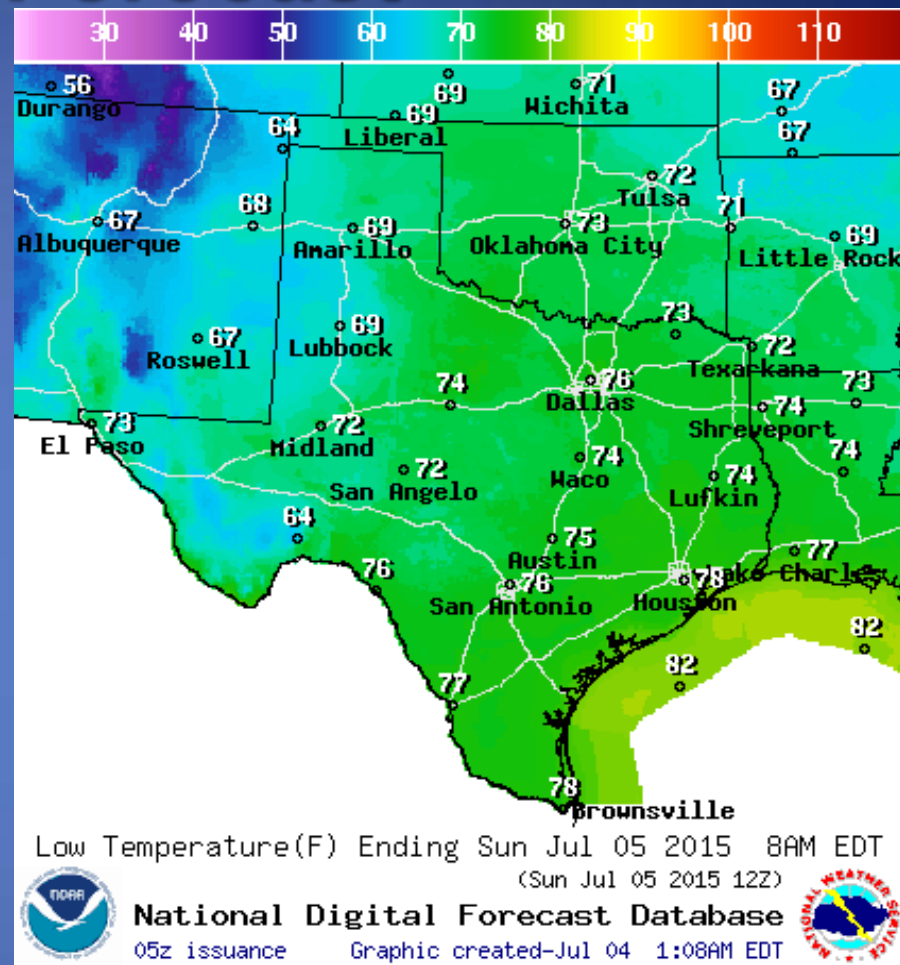 Forecast
30 40 50 60 70 80 90 100 110
56
Durango
69
69
Liberal
71
Wichita
67
67
64
72
Tulsa
67
Albuquerque
68
69
Amarillo
73
Oklahoma City
71
69
Little Rock
67
Roswell
69
Lubbock
73
72
Texarkana
76
Dallas
74
73
El Paso
72
Midland
74
Shreveport
73
72
San Angelo
74
Waco
74
Lufkin
74
64
75
Austin
77
Lake Charles
76
76
San Antonio
78
Houston
82
82
77
78
Brownsville
Low Temperature(F) Ending Sun Jul 05 2015 8AM EDT
(Sun Jul 05 2015 12Z)
NOAA
National Digital Forecast Database
05z issuance Graphic created-Jul 04 1:08AM EDT
NATIONAL WEATHER SERVICE